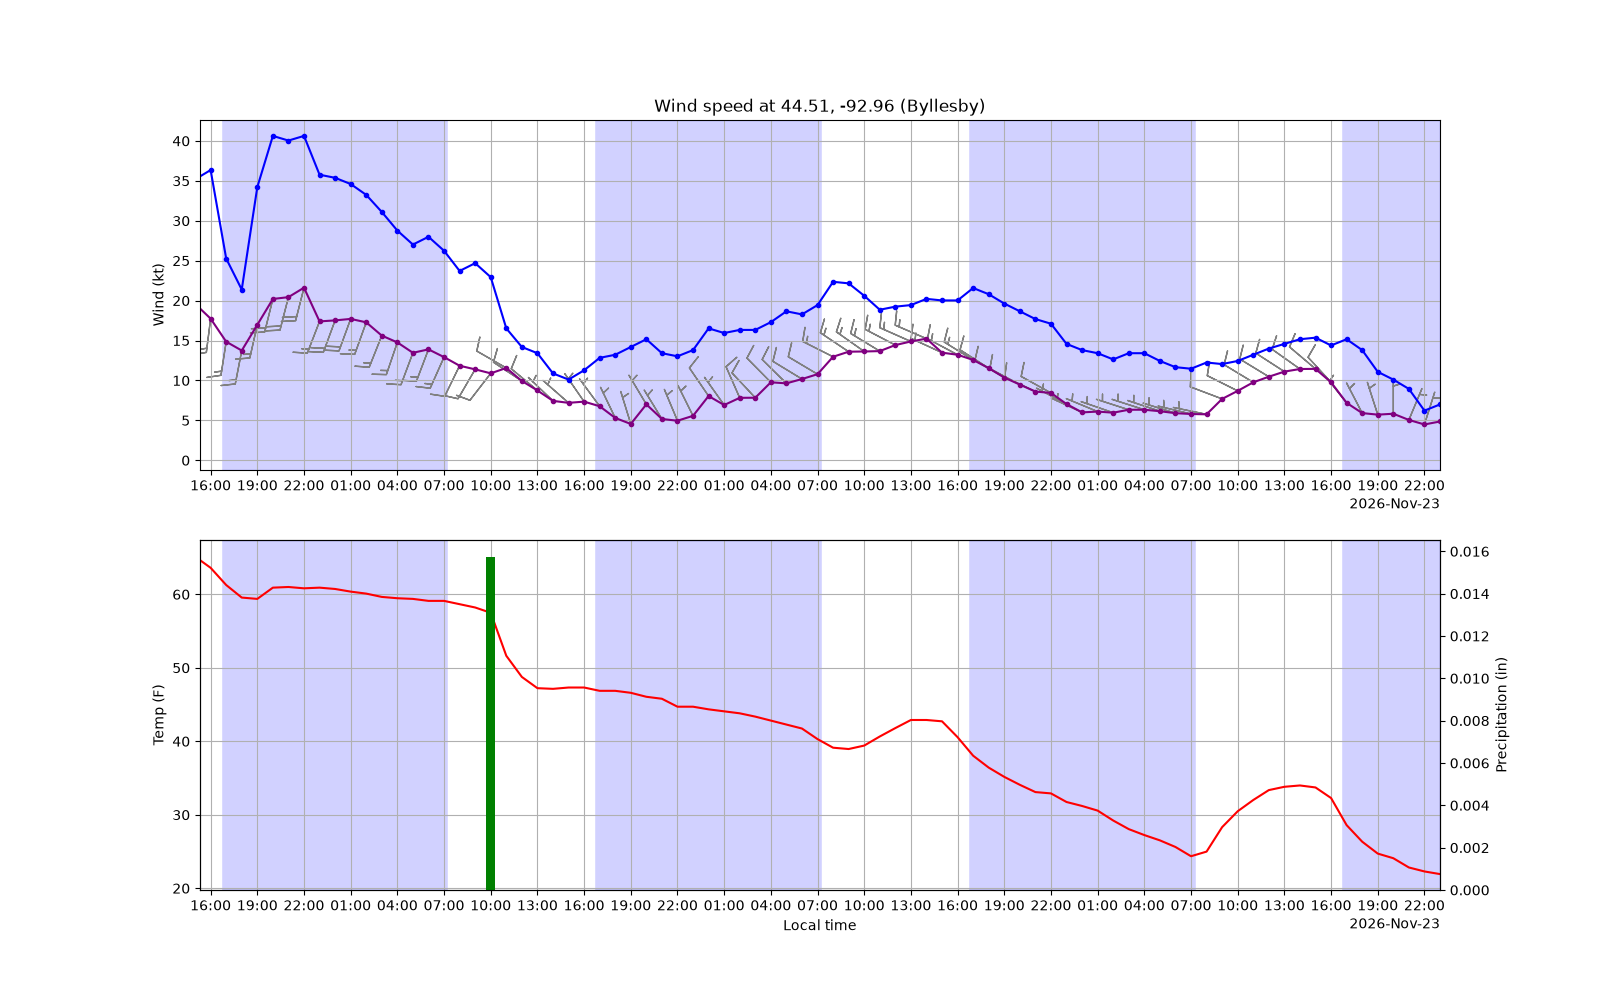 Wind speed at 44.51, -92.96 (Byllesby)
40
35
30
25
20
15
10
5
0
Wind (kt)
16:00 19:00 22:00 01:00 04:00 07:00 10:00 13:00 16:00 19:00 22:00 01:00 04:00 07:00 10:00 13:00 16:00 19:00 22:00 01:00 04:00 07:00 10:00 13:00 16:00 19:00 22:00
2026-Nov-23
60
50
40
30
20
Temp (F)
0.016
0.014
0.012
0.010
0.008
0.006
0.004
0.002
0.000
Precipitation (in)
16:00 19:00 22:00 01:00 04:00 07:00 10:00 13:00 16:00 19:00 22:00 01:00 04:00 07:00 10:00 13:00 16:00 19:00 22:00 01:00 04:00 07:00 10:00 13:00 16:00 19:00 22:00
Local time
2026-Nov-23